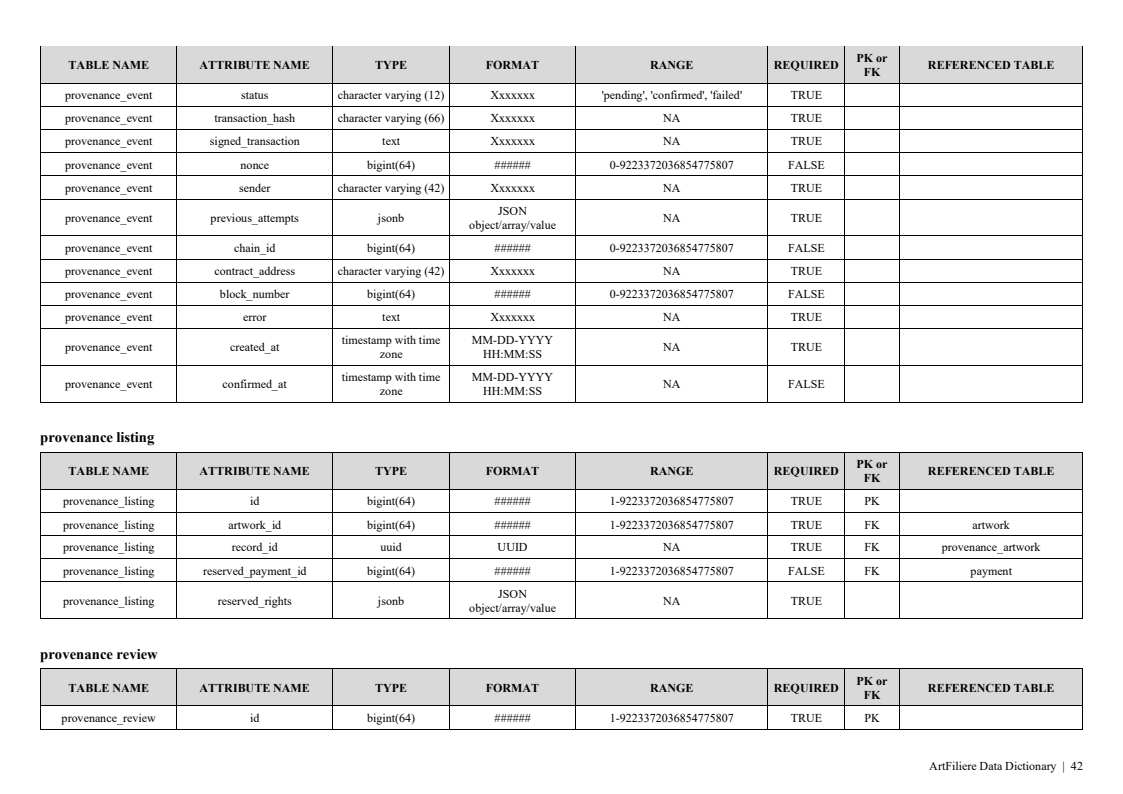 TABLE NAME ATTRIBUTE NAME TYPE FORMAT RANGE REQUIRED PK or FK REFERENCED TABLE
provenance_event status character varying (12) Xxxxxxx 'pending', 'confirmed', 'failed' TRUE
provenance_event transaction_hash character varying (66) Xxxxxxx NA TRUE
provenance_event signed_transaction text Xxxxxxx NA TRUE
provenance_event nonce bigint(64) ###### 0-9223372036854775807 FALSE
provenance_event sender character varying (42) Xxxxxxx NA TRUE
provenance_event previous_attempts jsonb JSON object/array/value NA TRUE
provenance_event chain_id bigint(64) ###### 0-9223372036854775807 FALSE
provenance_event contract_address character varying (42) Xxxxxxx NA TRUE
provenance_event block_number bigint(64) ###### 0-9223372036854775807 FALSE
provenance_event error text Xxxxxxx NA TRUE
provenance_event created_at timestamp with time zone MM-DD-YYYY HH:MM:SS NA TRUE
provenance_event confirmed_at timestamp with time zone MM-DD-YYYY HH:MM:SS NA FALSE
provenance listing
TABLE NAME ATTRIBUTE NAME TYPE FORMAT RANGE REQUIRED PK or FK REFERENCED TABLE
provenance_listing id bigint(64) ###### 1-9223372036854775807 TRUE PK
provenance_listing artwork_id bigint(64) ###### 1-9223372036854775807 TRUE FK artwork
provenance_listing record_id uuid UUID NA TRUE FK provenance_artwork
provenance_listing reserved_payment_id bigint(64) ###### 1-9223372036854775807 FALSE FK payment
provenance_listing reserved_rights jsonb JSON object/array/value NA TRUE
provenance review
TABLE NAME ATTRIBUTE NAME TYPE FORMAT RANGE REQUIRED PK or FK REFERENCED TABLE
provenance_review id bigint(64) ###### 1-9223372036854775807 TRUE PK
ArtFiliere Data Dictionary | 42